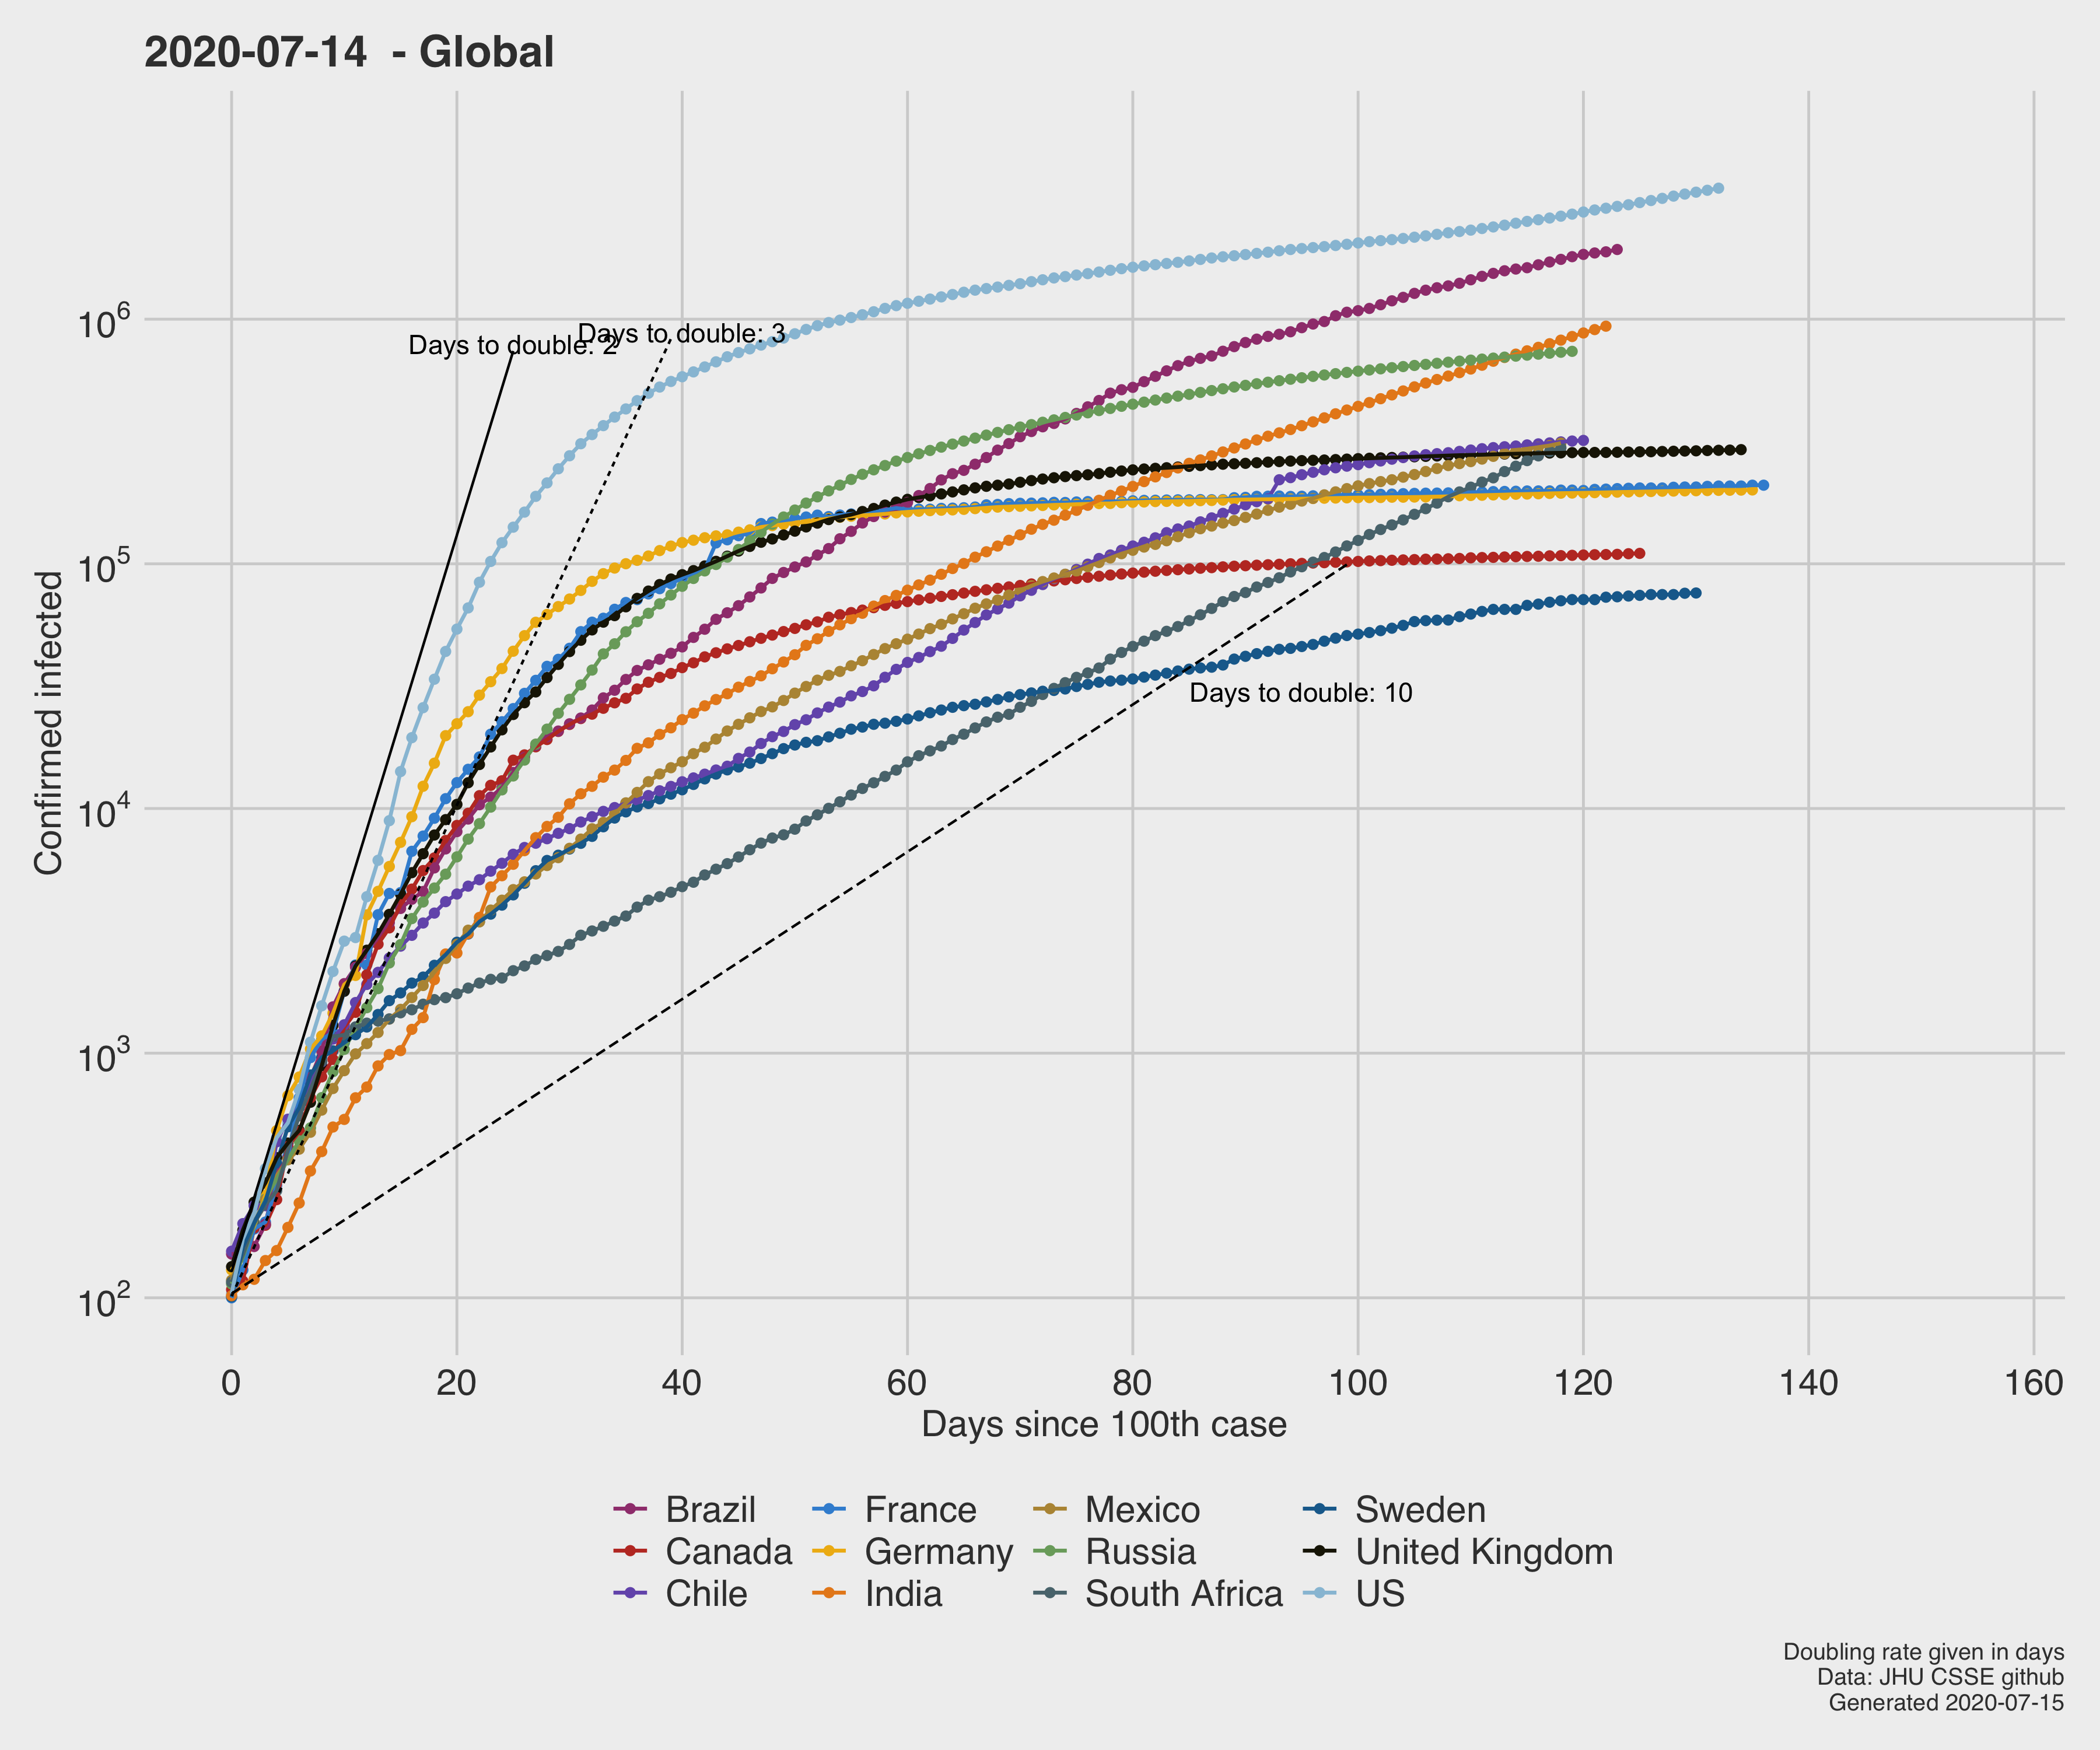 2020-07-14  - Global
Confirmed infected
10^6
10^5
10^4
10^3
10^2
Days to double: 2
Days to double: 3
Days to double: 10
0 20 40 60 80 100 120 140 160
Days since 100th case
Brazil France Mexico Sweden
Canada Germany Russia United Kingdom
Chile India South Africa US
Doubling rate given in days
Data: JHU CSSE github
Generated 2020-07-15